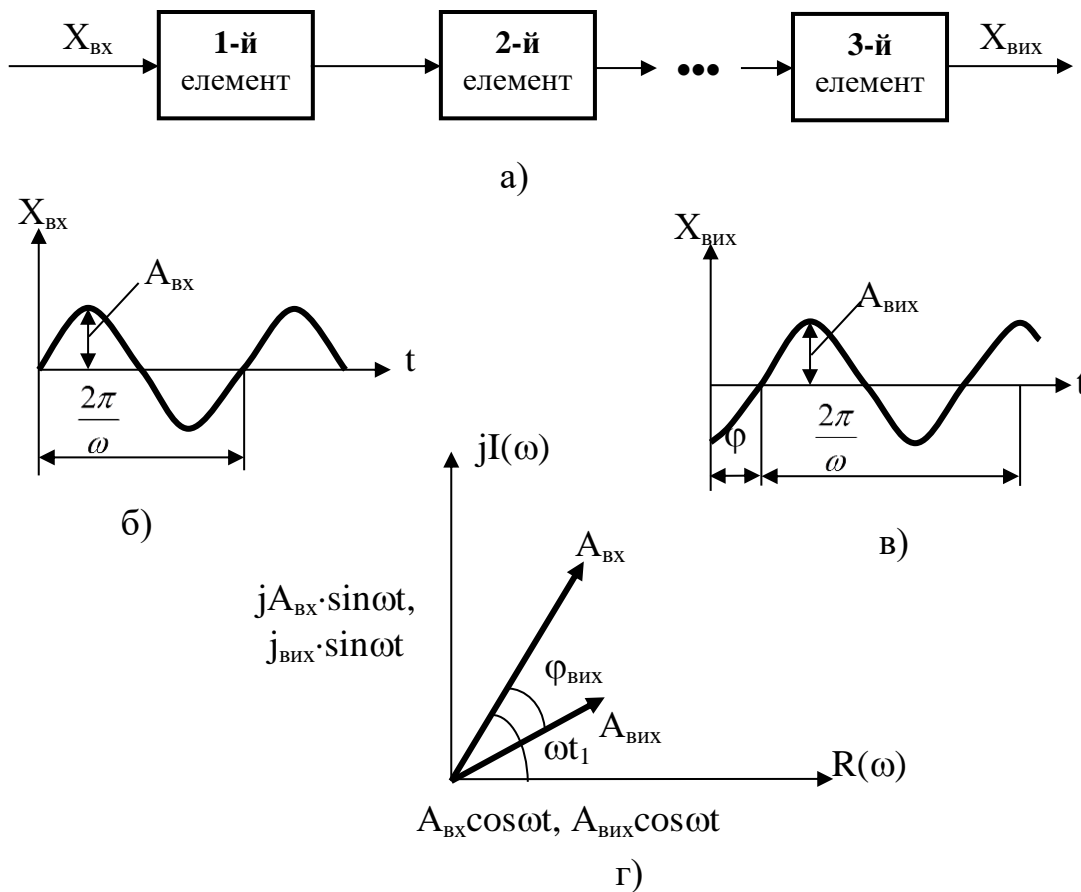 Xвх
1-й
елемент
2-й
елемент
•••
3-й
елемент
Xвих
а)
Xвх
Aвх
t
2π
ω
б)
Xвих
Aвих
t
φ
2π
ω
в)
jI(ω)
Aвх
jAвх·sinωt,
jвих·sinωt
φвих
Aвих
ωt₁
R(ω)
Aвхcosωt, Aвихcosωt
г)